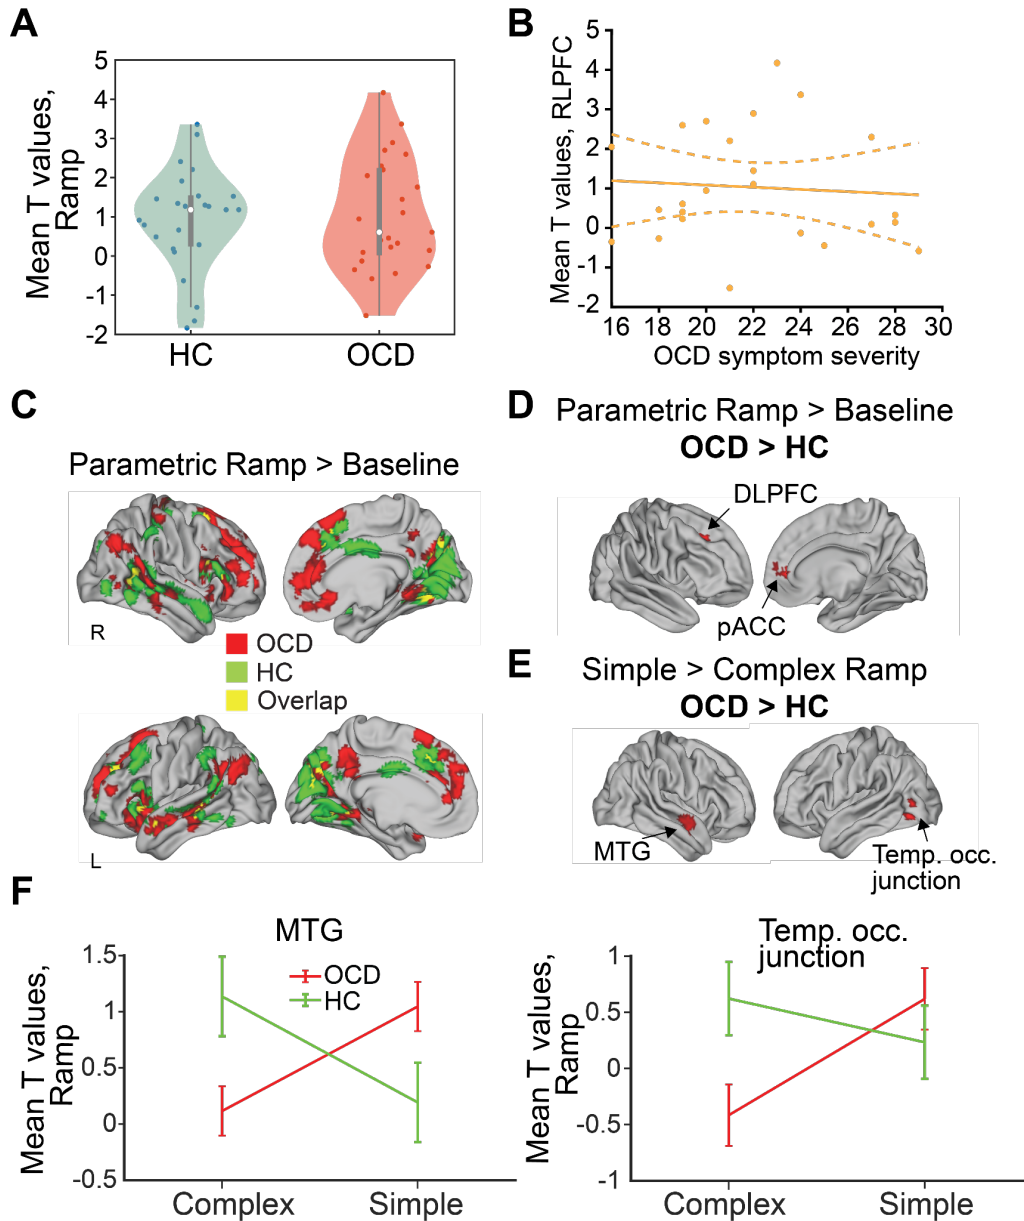 A
Mean T values,
Ramp
5
4
3
2
1
0
-1
-2
HC
OCD
B
Mean T values, RLPFC
5
4
3
2
1
0
-1
-2
16
18
20
22
24
26
28
30
OCD symptom severity
C
Parametric Ramp > Baseline
R
OCD
HC
Overlap
L
D
Parametric Ramp > Baseline
OCD > HC
DLPFC
pACC
E
Simple > Complex Ramp
OCD > HC
MTG
Temp. occ.
junction
F
MTG
Mean T values,
Ramp
1.5
1
0.5
0
-0.5
OCD
HC
Complex
Simple
Temp. occ.
junction
Mean T values,
Ramp
1
0.5
0
-0.5
-1
Complex
Simple